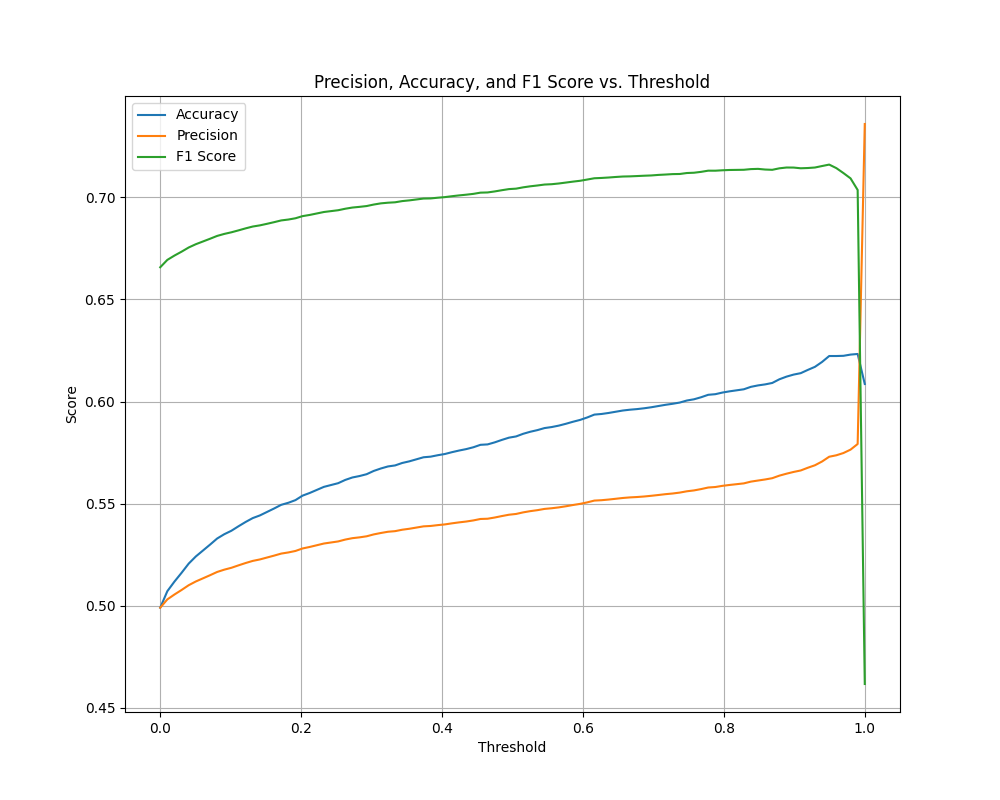 Precision, Accuracy, and F1 Score vs. Threshold
Accuracy
Precision
F1 Score
0.70
0.65
0.60
0.55
0.50
0.45
Score
0.0 0.2 0.4 0.6 0.8 1.0
Threshold